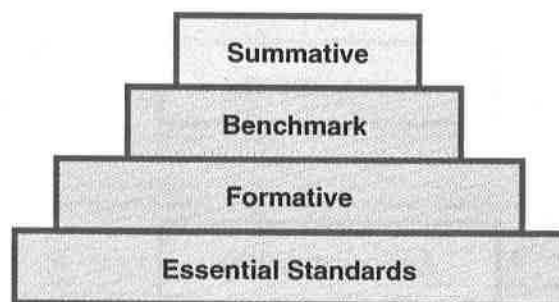 Summative
Benchmark
Formative
Essential Standards